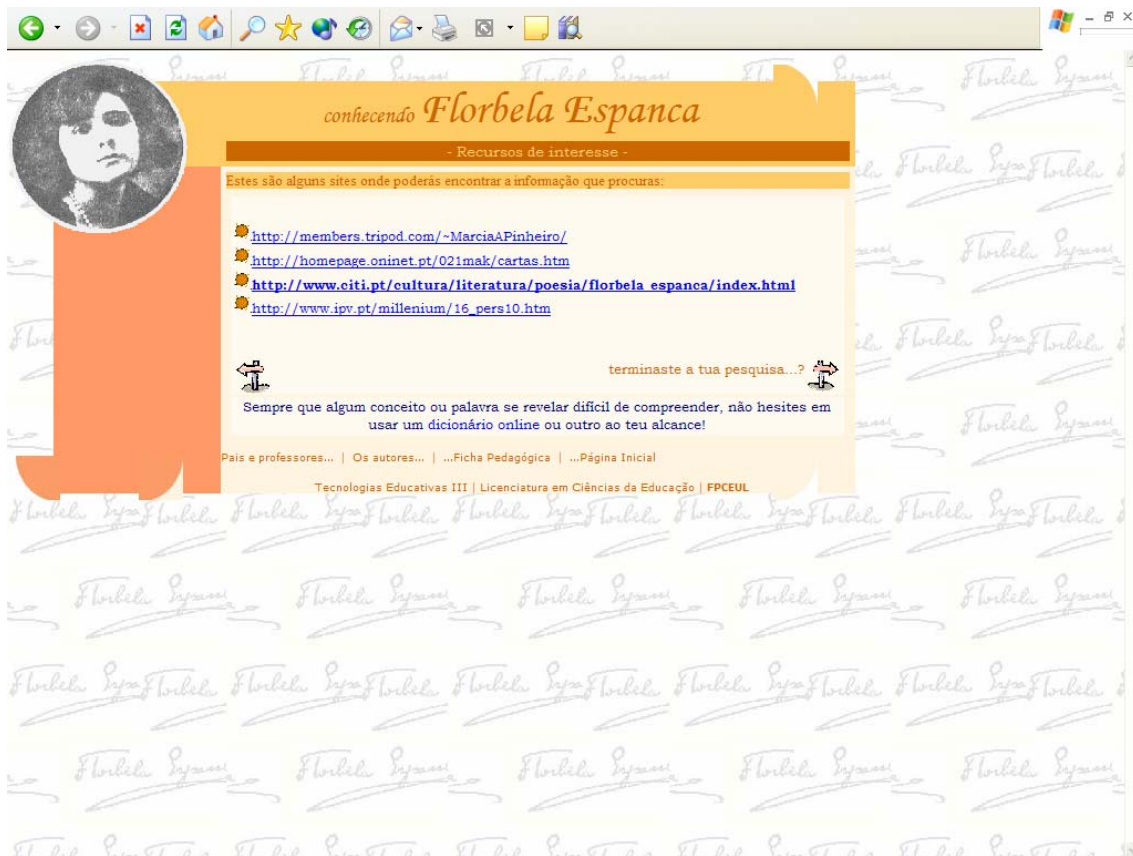 conhecendo Florbela Espanca
- Recursos de interesse -
Estes são alguns sites onde poderás encontrar a informação que procuras:
http://members.tripod.com/~MarciaAPinheiro/
http://homepage.oninet.pt/021mak/cartas.htm
http://www.citi.pt/cultura/literatura/poesia/florbela_espanca/index.html
http://www.ipv.pt/millenium/16_pers10.htm
terminaste a tua pesquisa...?
Sempre que algum conceito ou palavra se revelar difícil de compreender, não hesites em
usar um dicionário online ou outro ao teu alcance!
Pais e professores... | Os autores... | ...Ficha Pedagógica | ...Página Inicial
Tecnologias Educativas III | Licenciatura em Ciências da Educação | FPCEUL